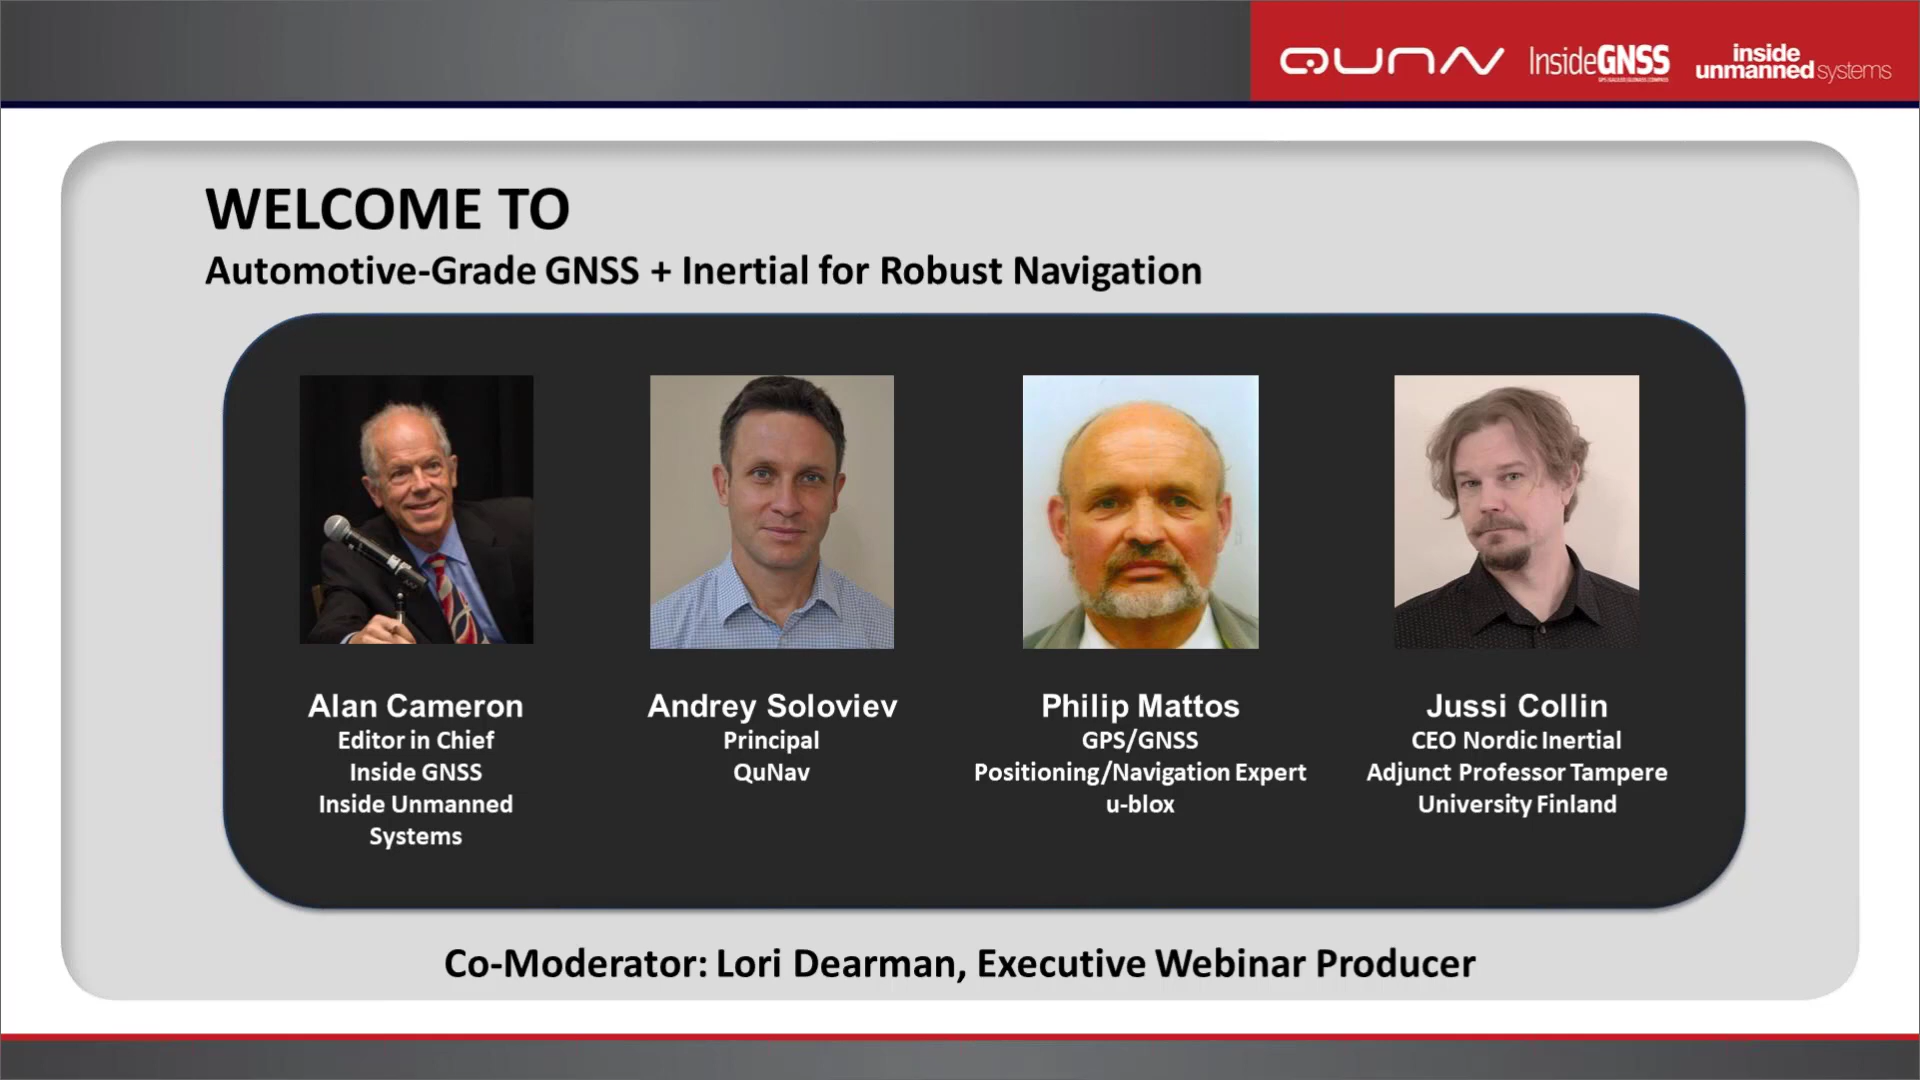 QUNAV
InsideGNSS
inside
unmanned systems
WELCOME TO
Automotive-Grade GNSS + Inertial for Robust Navigation
Alan Cameron
Editor in Chief
Inside GNSS
Inside Unmanned
Systems
Andrey Soloviev
Principal
QuNav
Philip Mattos
GPS/GNSS
Positioning/Navigation Expert
u-blox
Jussi Collin
CEO Nordic Inertial
Adjunct Professor Tampere
University Finland
Co-Moderator: Lori Dearman, Executive Webinar Producer